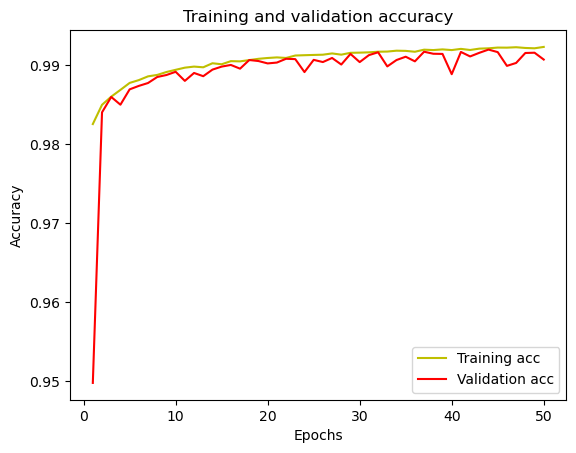 Training and validation accuracy
Accuracy
0.99
0.98
0.97
0.96
0.95
Training acc
Validation acc
0 10 20 30 40 50
Epochs